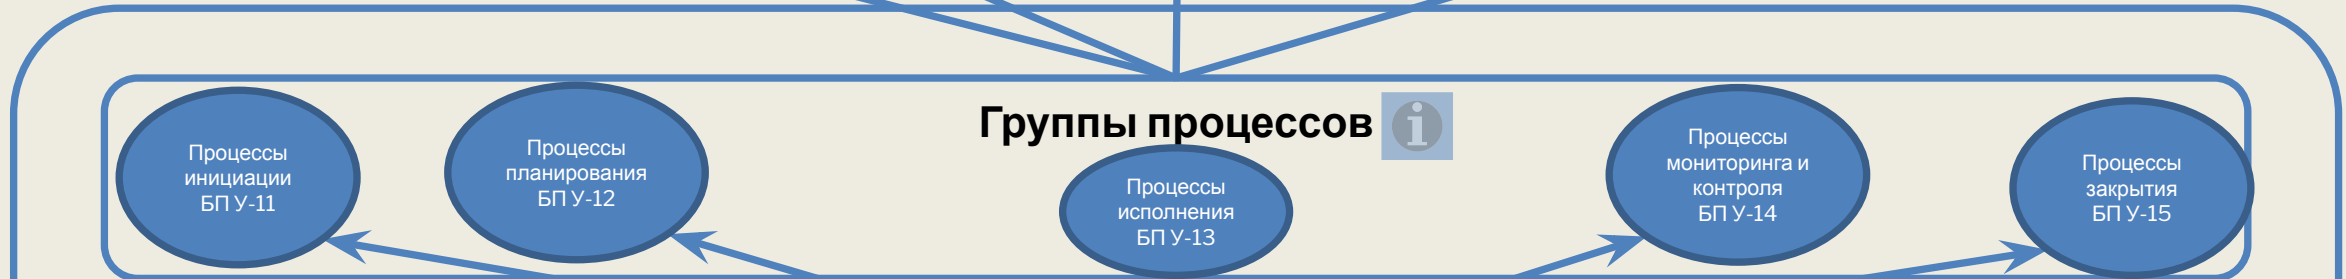 Группы процессов
Процессы
инициации
БП У-11
Процессы
планирования
БП У-12
Процессы
исполнения
БП У-13
Процессы
мониторинга и
контроля
БП У-14
Процессы
закрытия
БП У-15